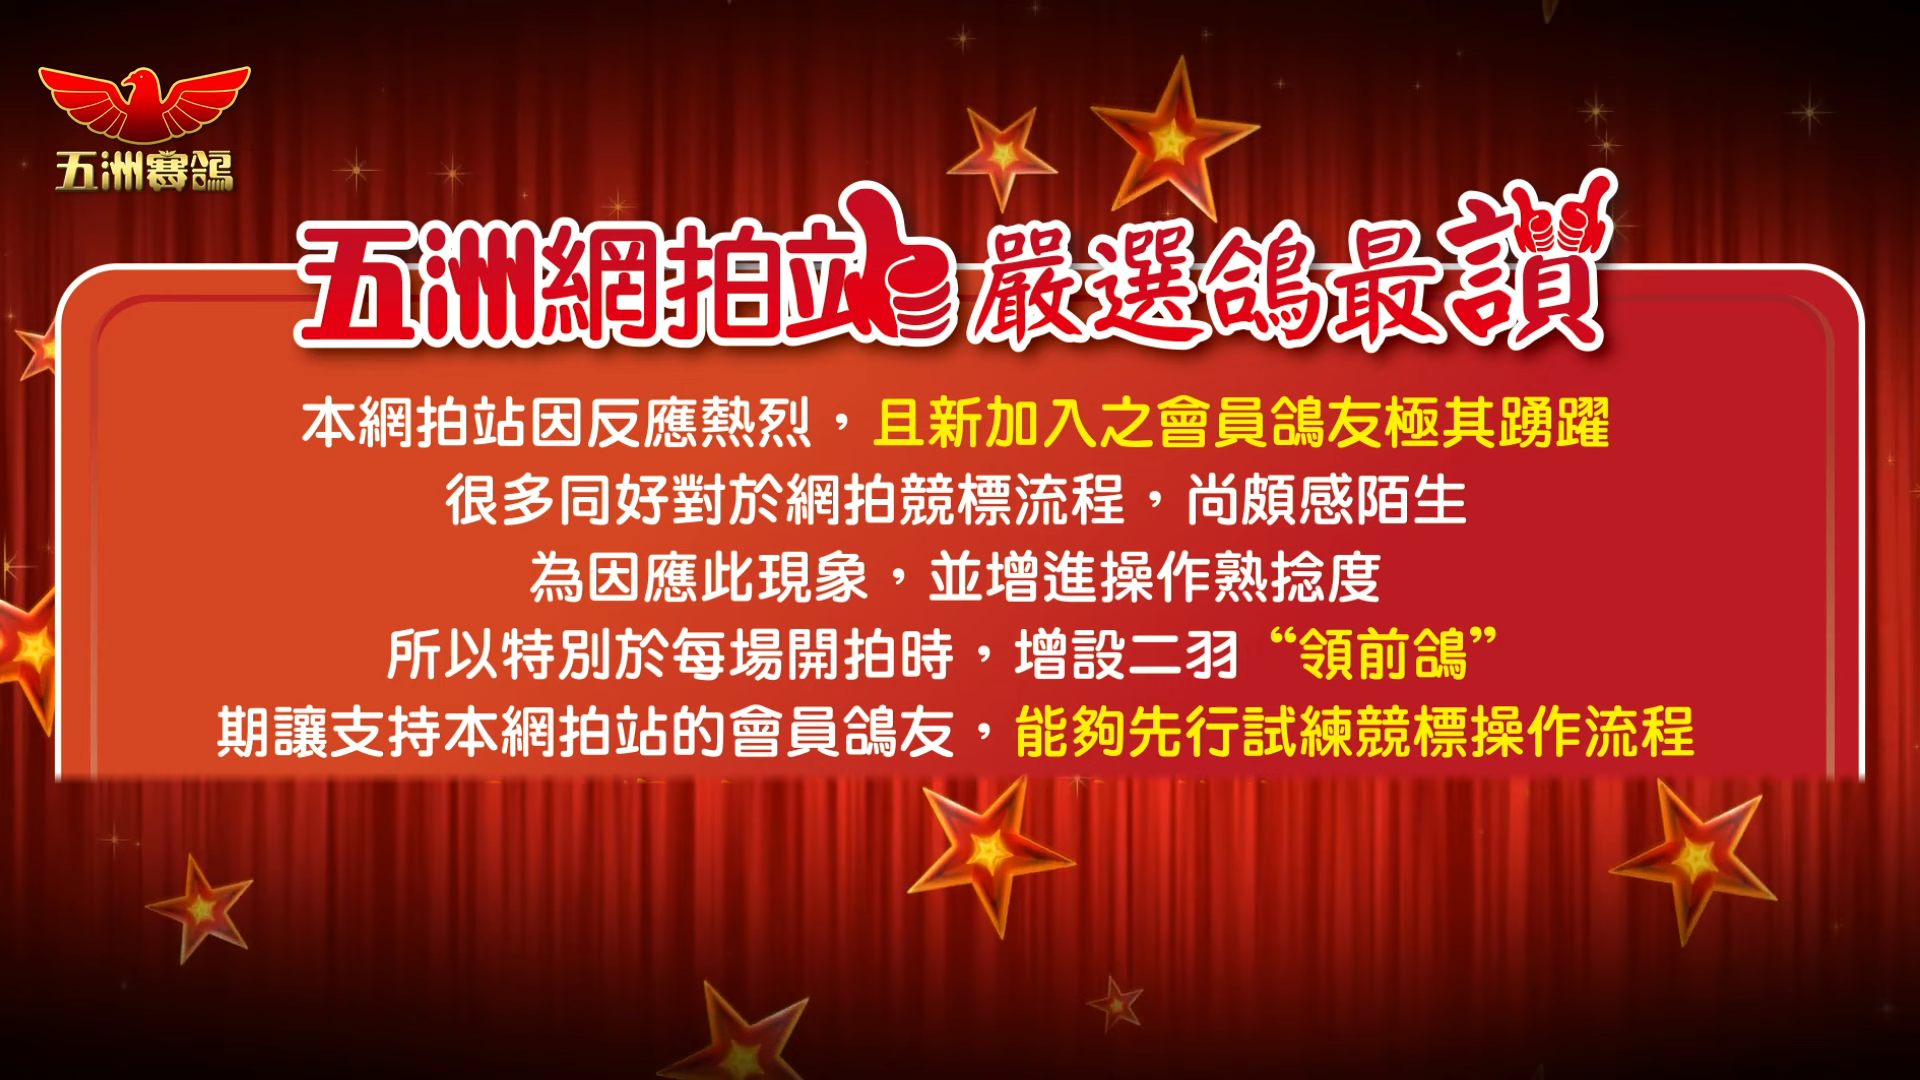 五洲賽鴿
五洲網拍站 嚴選鴿最讚
本網拍站因反應熱烈，且新加入之會員鴿友極其踴躍
很多同好對於網拍競標流程，尚頗感陌生
為因應此現象，並增進操作熟捻度
所以特別於每場開拍時，增設二羽“領前鴿”
期讓支持本網拍站的會員鴿友，能夠先行試練競標操作流程